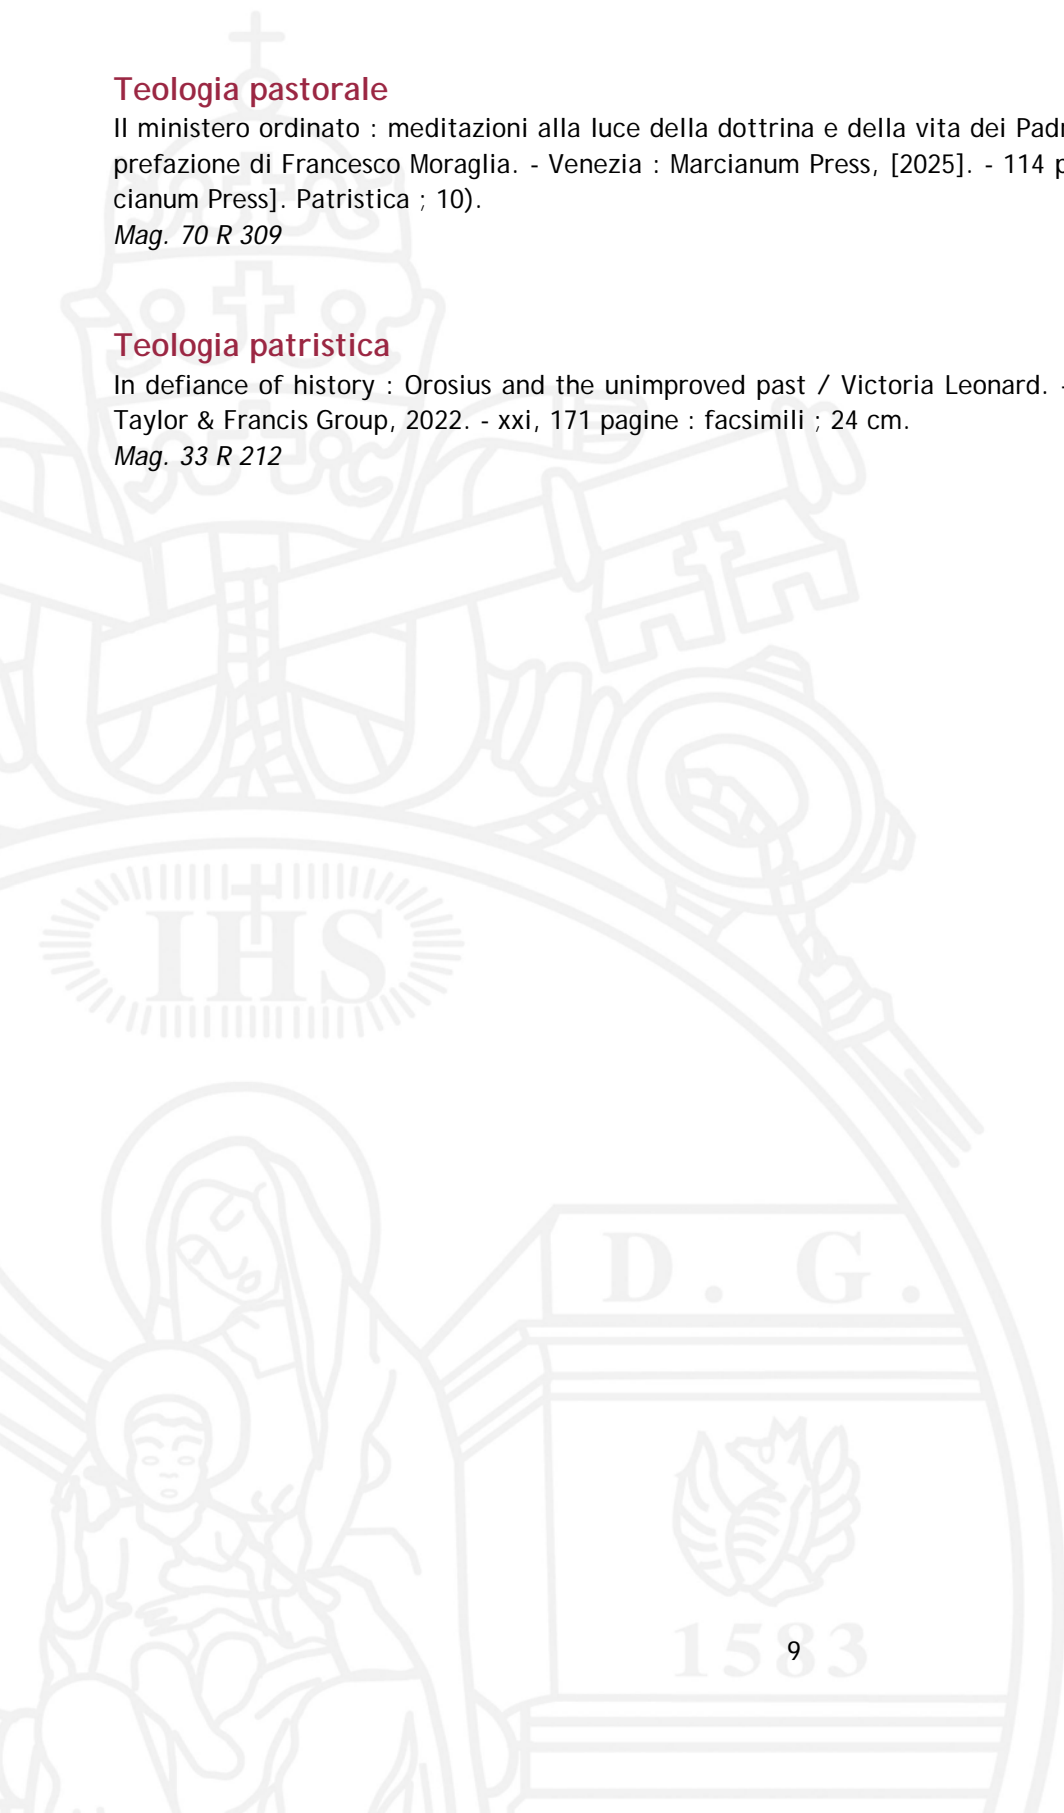 Teologia pastorale
Il ministero ordinato : meditazioni alla luce della dottrina e della vita dei
prefazione di Francesco Moraglia. - Venezia : Marcianum Press, [2025]. - 114
cianum Press]. Patristica ; 10).
Mag. 70 R 309
Teologia patristica
In defiance of history : Orosius and the unimproved past / Victoria Leonard. -
Taylor & Francis Group, 2022. - xxi, 171 pagine : facsimili ; 24 cm.
Mag. 33 R 212
IHS
D. G.
1583
9